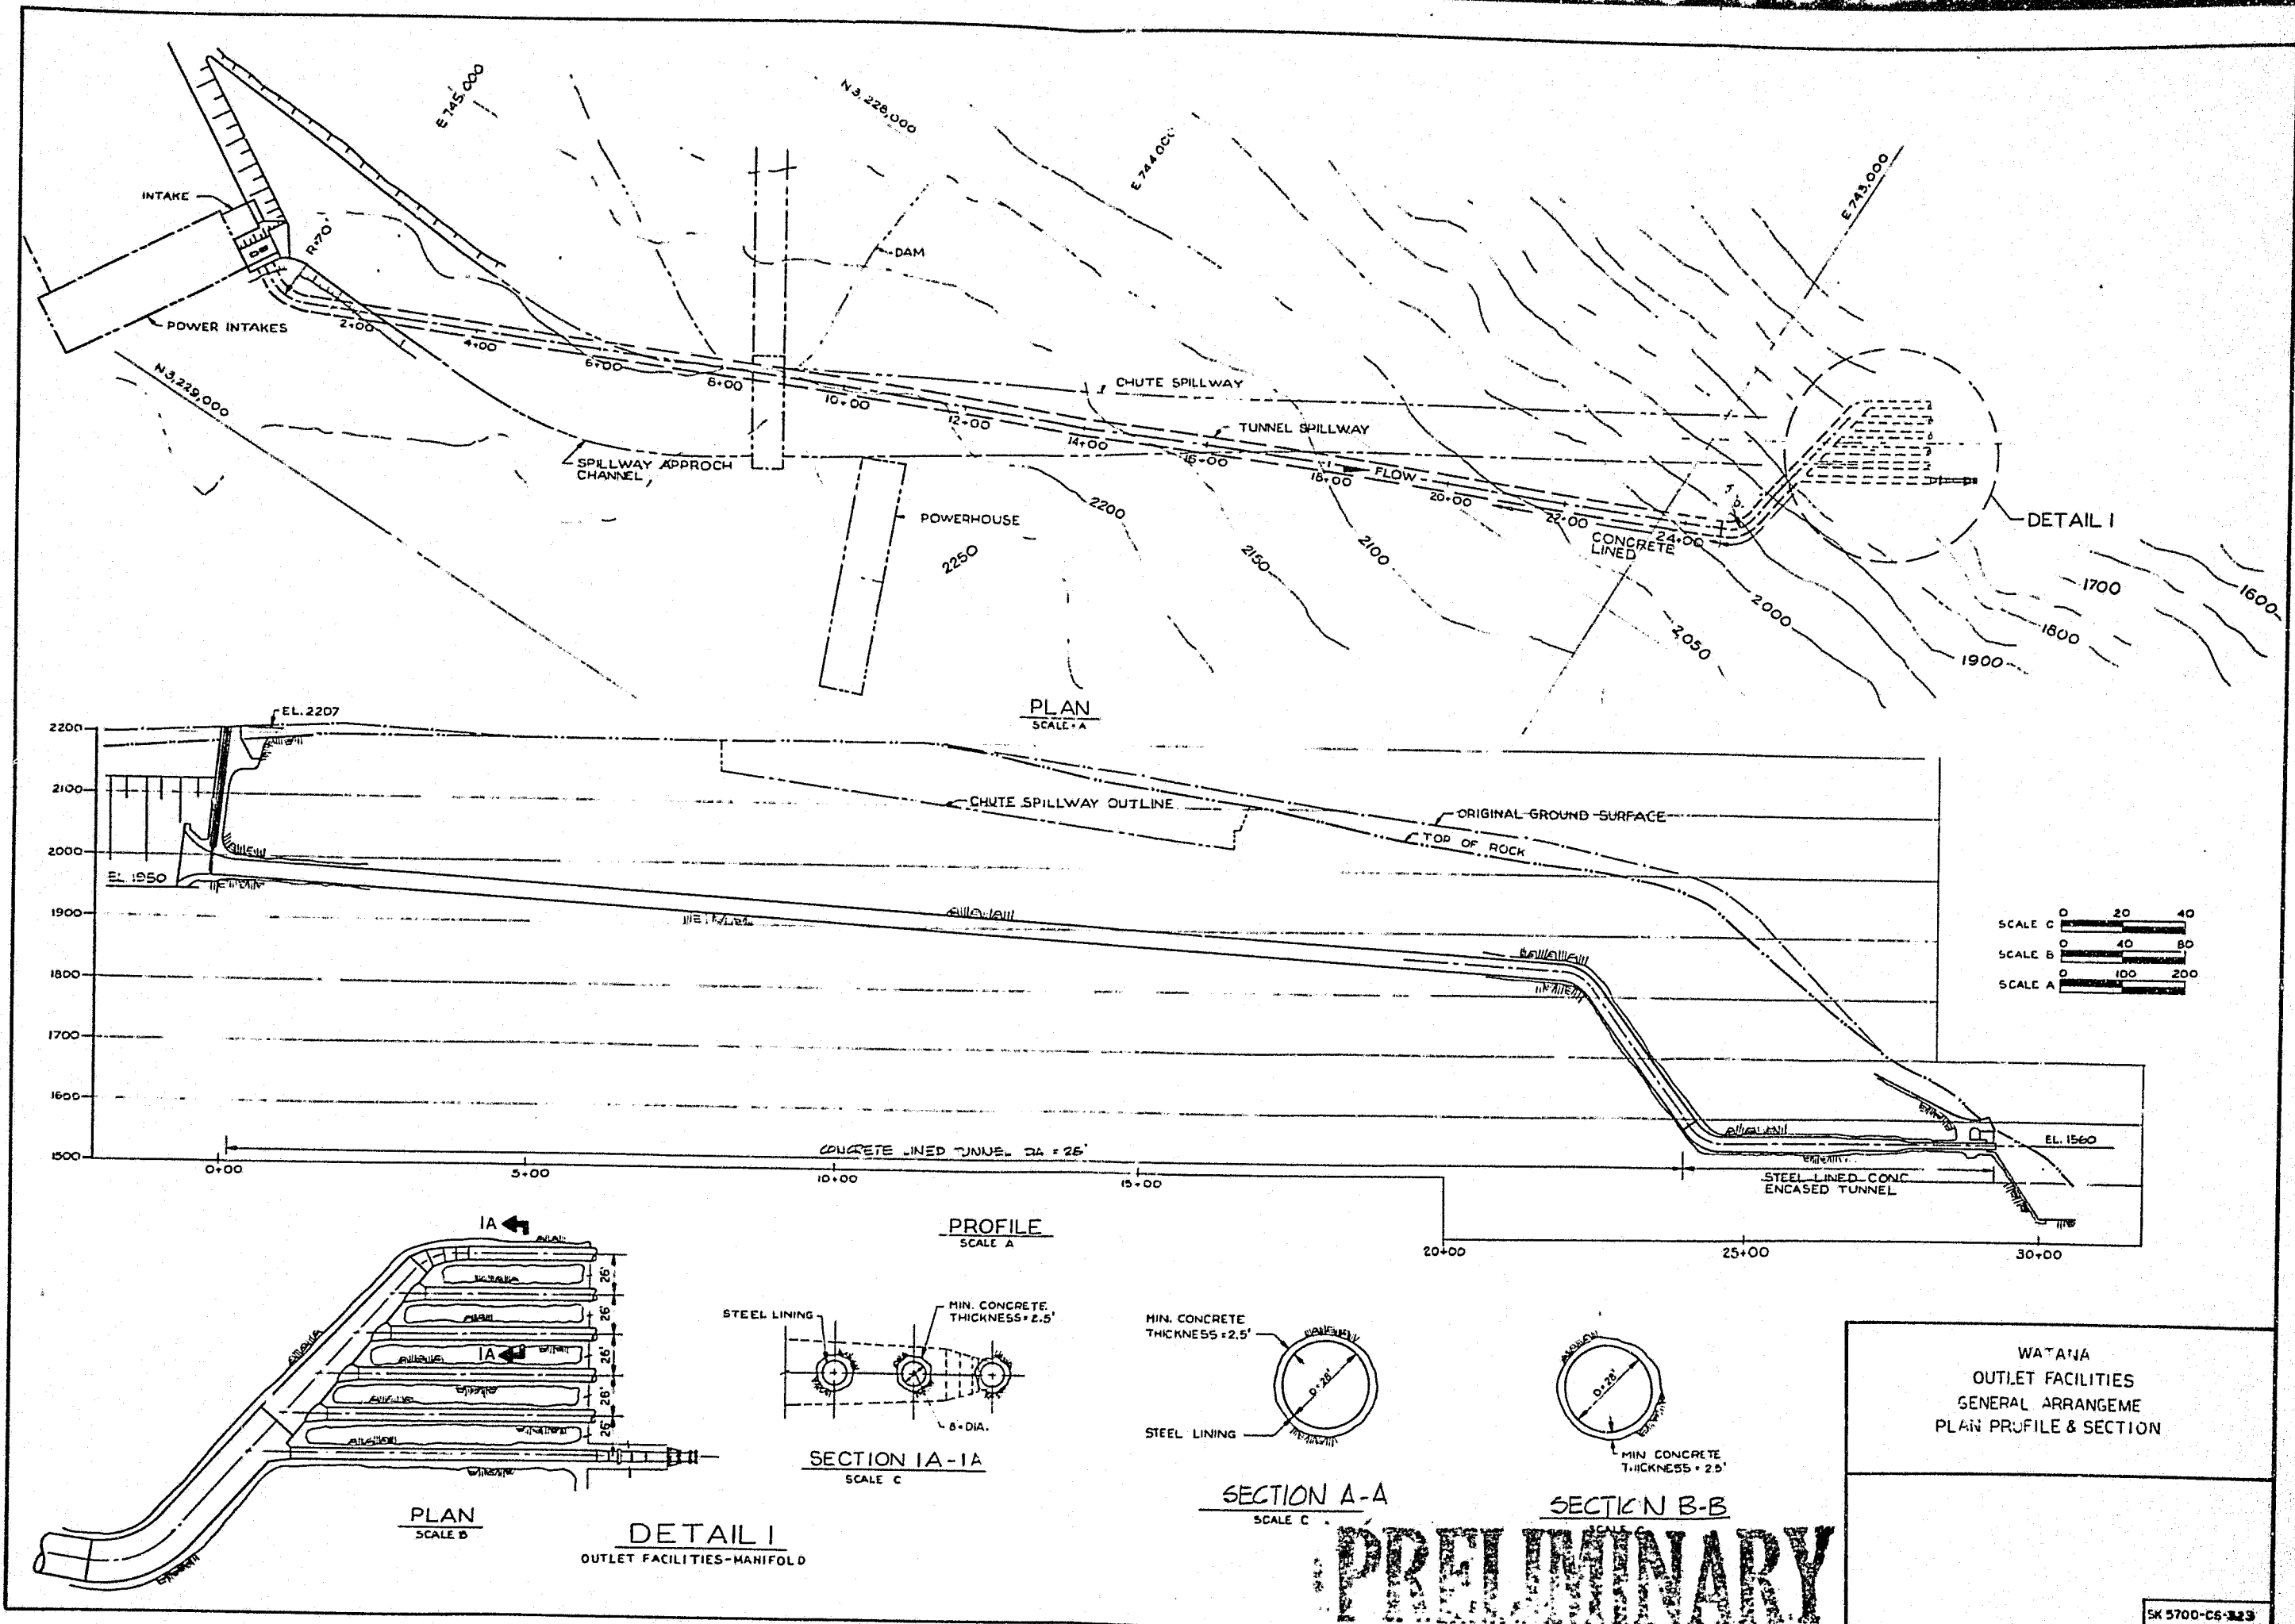 E 745,000
N 3,228,000
E 744,000
E 743,000
INTAKE
R=70'
DAM
POWER INTAKES
2+00
4+00
6+00
8+00
10+00
12+00
14+00
16+00
18+00
20+00
22+00
24+00
N 3,229,000
CHUTE SPILLWAY
TUNNEL SPILLWAY
FLOW
SPILLWAY APPROCH
CHANNEL
POWERHOUSE
CONCRETE
LINED
DETAIL 1
2250
2200
2150
2100
2050
2000
1900
1800
1700
1600
PLAN
SCALE A
EL. 2207
2200
2100
2000
1900
1800
1700
1600
1500
EL. 1950
CHUTE SPILLWAY OUTLINE
ORIGINAL GROUND SURFACE
TOP OF ROCK
SCALE C 0 20 40
SCALE B 0 40 80
SCALE A 0 100 200
EL. 1560
CONCRETE LINED TUNNEL
STEEL LINED CONC
ENCASED TUNNEL
0+00
5+00
10+00
15+00
20+00
25+00
30+00
PROFILE
SCALE A
1A
1A
26'
26'
26'
26'
26'
PLAN
SCALE B
DETAIL 1
OUTLET FACILITIES-MANIFOLD
STEEL LINING
MIN. CONCRETE
THICKNESS=2.5'
8'DIA.
SECTION 1A-1A
SCALE C
MIN. CONCRETE
THICKNESS=2.5'
D=28'
STEEL LINING
SECTION A-A
SCALE C
D=28'
MIN CONCRETE
THICKNESS=2.5'
SECTION B-B
SCALE C
PRELIMINARY
WATANA
OUTLET FACILITIES
GENERAL ARRANGEME
PLAN PROFILE & SECTION
SK 5700-C6-323